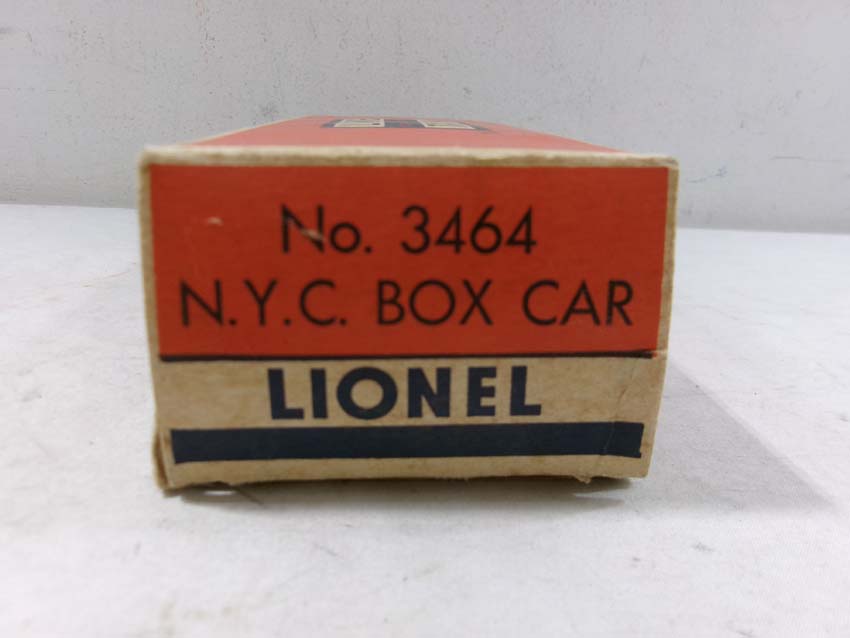 No. 3464
N.Y.C. BOX CAR
LIONEL